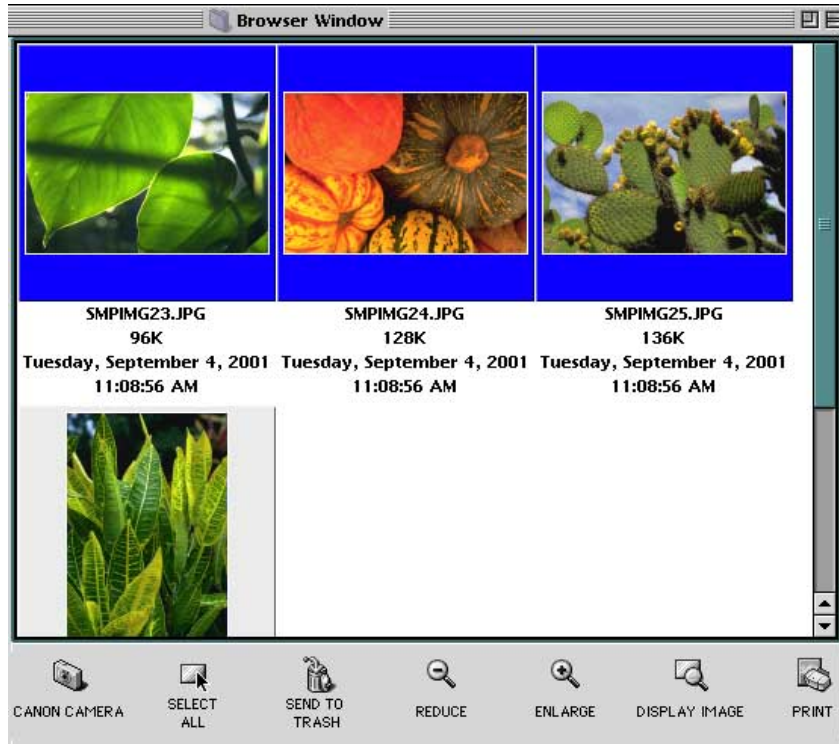 Browser Window
SMPIMG23.JPG
96K
Tuesday, September 4, 2001
11:08:56 AM
SMPIMG24.JPG
128K
Tuesday, September 4, 2001
11:08:56 AM
SMPIMG25.JPG
136K
Tuesday, September 4, 2001
11:08:56 AM
CANON CAMERA
SELECT
ALL
SEND TO
TRASH
REDUCE
ENLARGE
DISPLAY IMAGE
PRINT